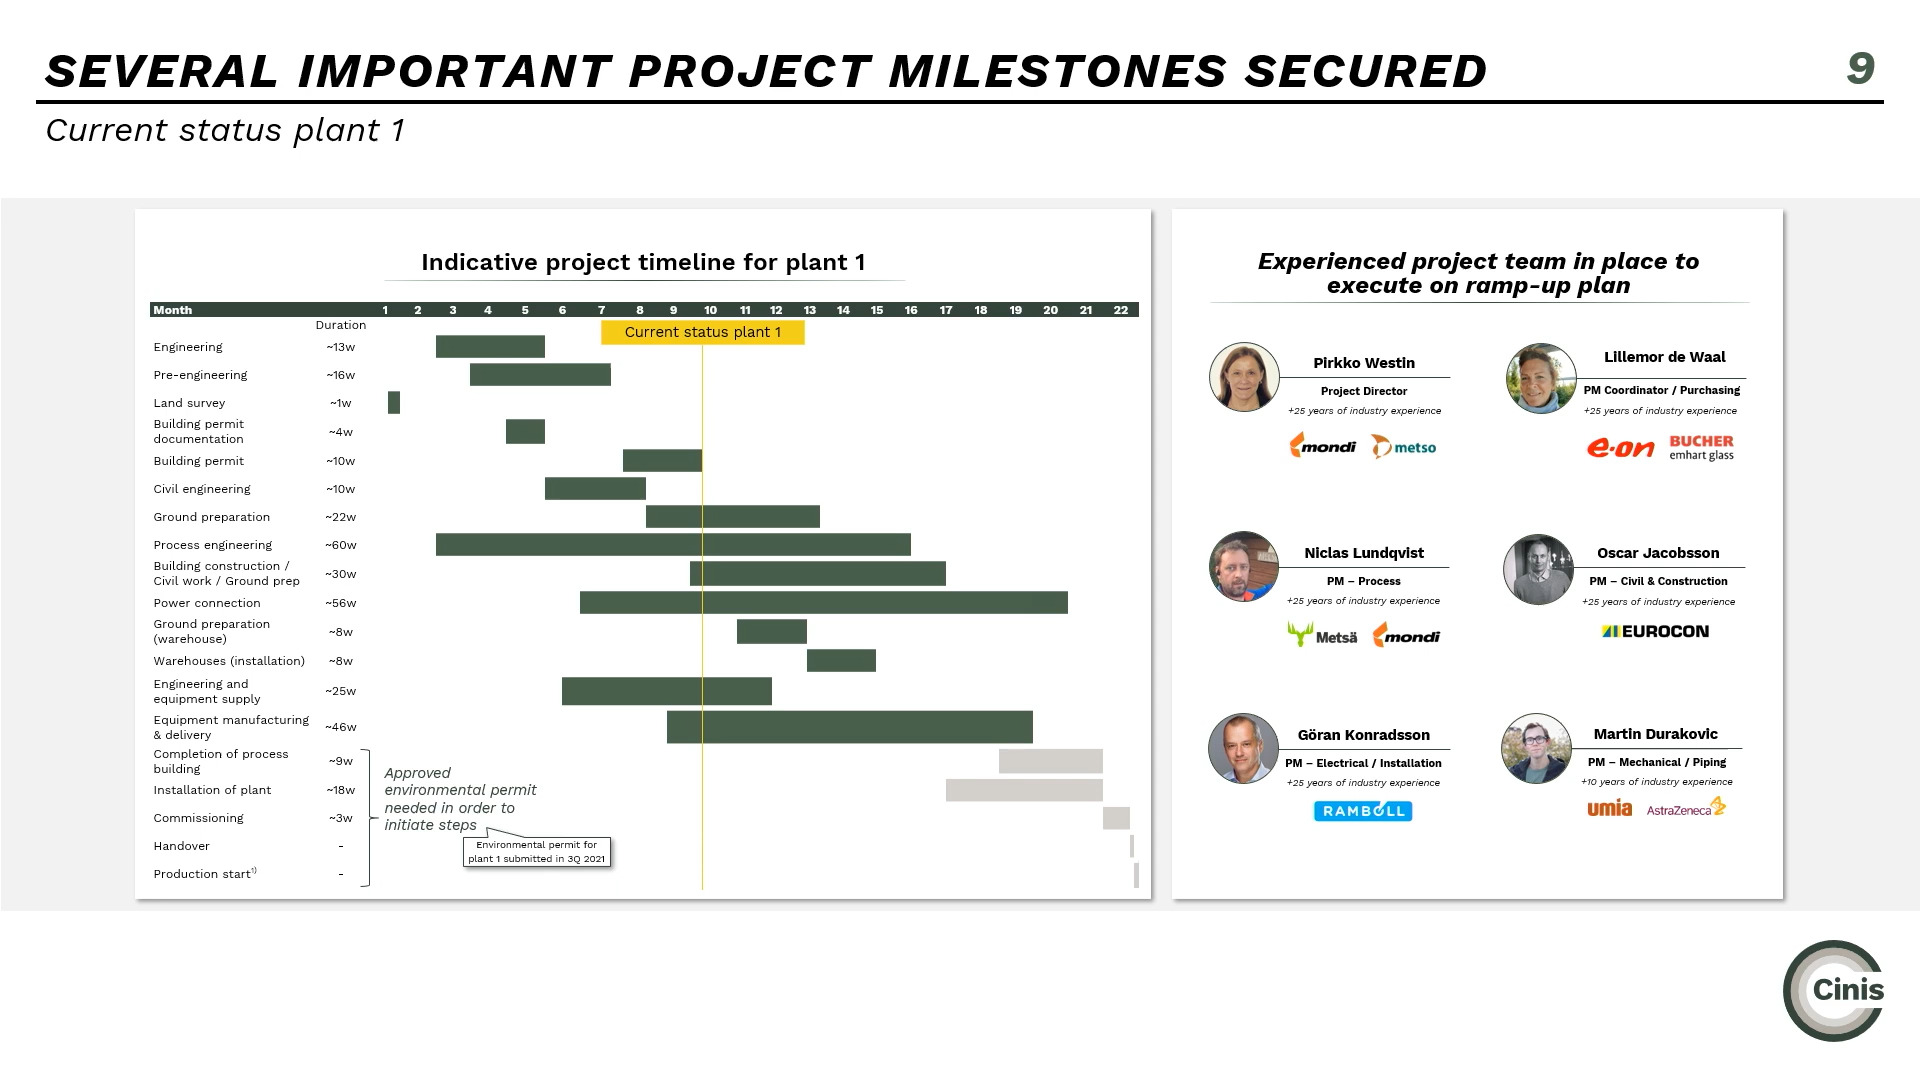 SEVERAL IMPORTANT PROJECT MILESTONES SECURED
9
Current status plant 1
Indicative project timeline for plant 1
Month 1 2 3 4 5 6 7 8 9 10 11 12 13 14 15 16 17 18 19 20 21 22
Duration
Current status plant 1
Engineering ~13w
Pre-engineering ~16w
Land survey ~1w
Building permit
documentation
~4w
Building permit ~10w
Civil engineering ~10w
Ground preparation ~22w
Process engineering ~60w
Building construction /
Civil work / Ground prep
~30w
Power connection ~56w
Ground preparation
(warehouse)
~8w
Warehouses (installation) ~8w
Engineering and
equipment supply
~25w
Equipment manufacturing
& delivery
~46w
Completion of process
building
~9w
Installation of plant ~18w
Commissioning ~3w
Handover -
Production start1) -
Approved
environmental permit
needed in order to
initiate steps
Environmental permit for
plant 1 submitted in 3Q 2021
Experienced project team in place to
execute on ramp-up plan
Pirkko Westin
Project Director
+25 years of industry experience
mondi metso
Lillemor de Waal
PM Coordinator / Purchasing
+25 years of industry experience
e·on BUCHER
emhart glass
Niclas Lundqvist
PM – Process
+25 years of industry experience
Metsä mondi
Oscar Jacobsson
PM – Civil & Construction
+25 years of industry experience
EUROCON
Göran Konradsson
PM – Electrical / Installation
+25 years of industry experience
RAMBOLL
Martin Durakovic
PM – Mechanical / Piping
+10 years of industry experience
umia AstraZeneca
Cinis